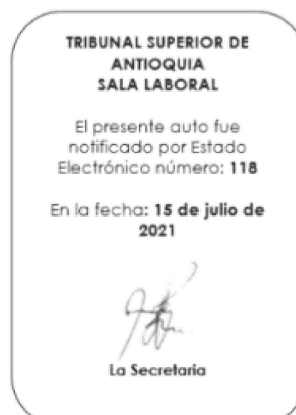 TRIBUNAL SUPERIOR DE
ANTIOQUIA
SALA LABORAL
El presente auto fue
notificado por Estado
Electrónico número: 118
En la fecha: 15 de julio de
2021
La Secretaria